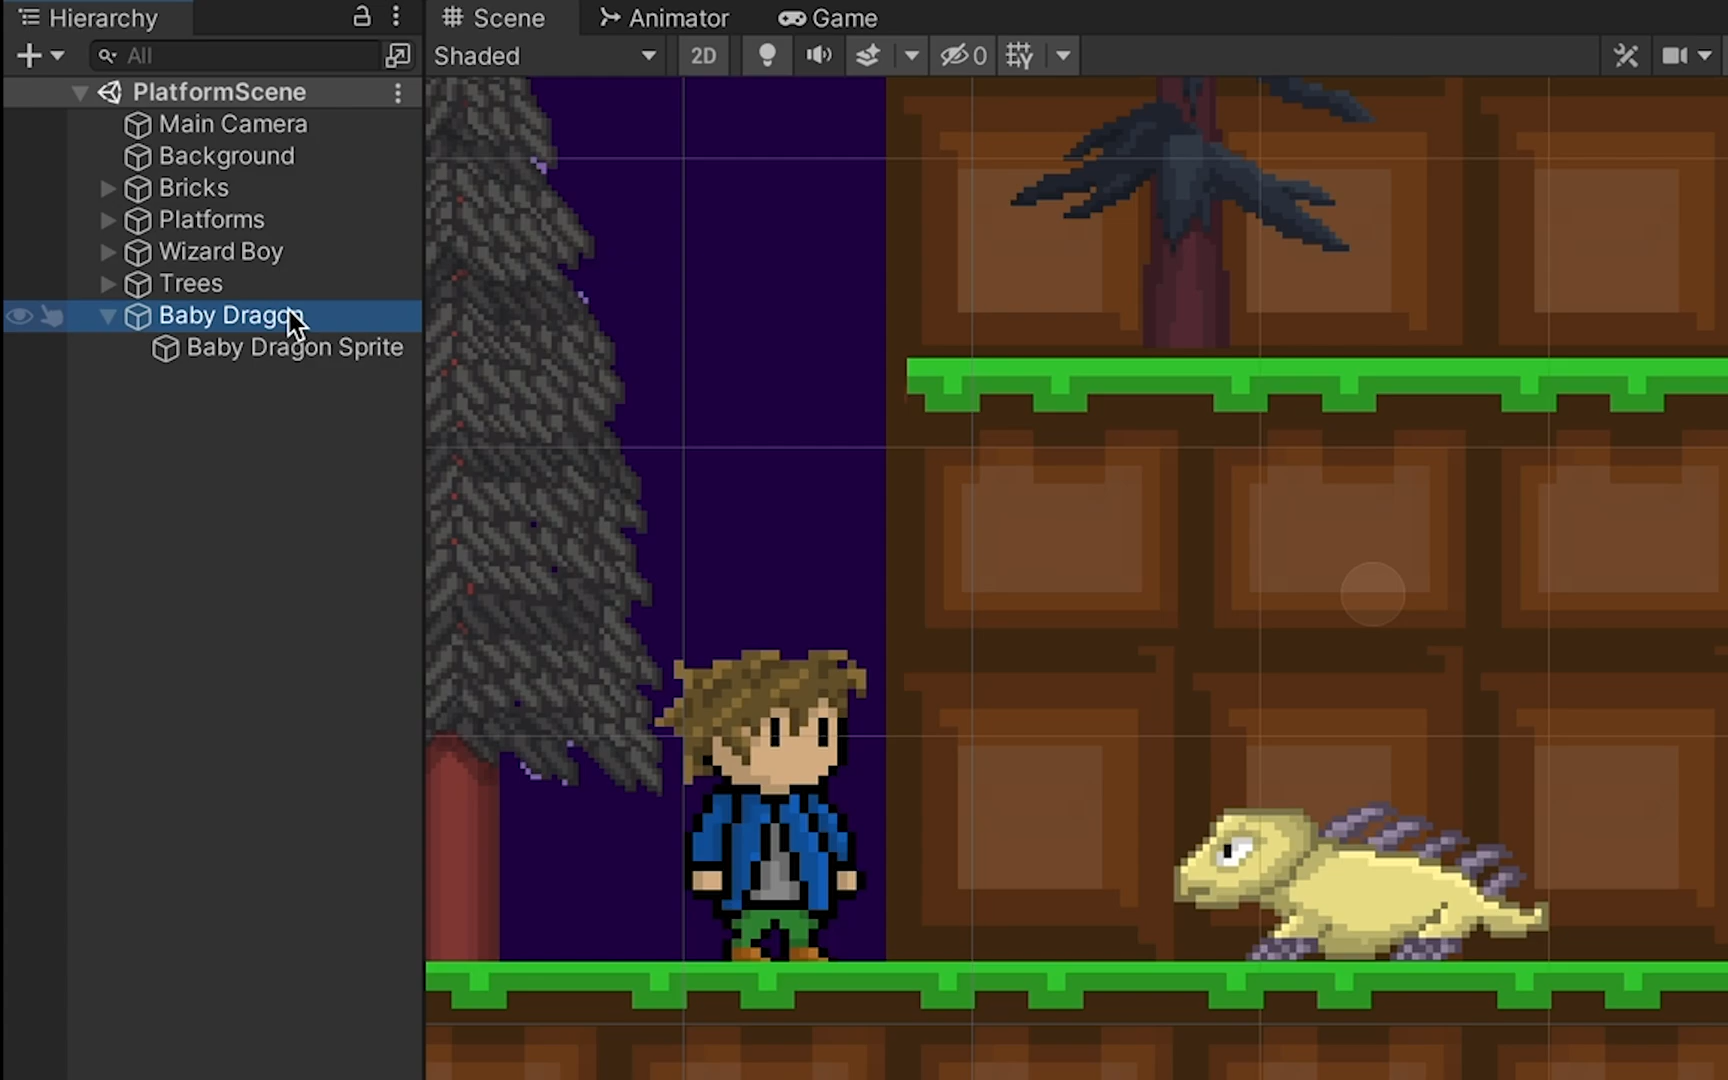 Hierarchy
All
PlatformScene
Main Camera
Background
Bricks
Platforms
Wizard Boy
Trees
Baby Dragon
Baby Dragon Sprite
Scene Animator Game
Shaded 2D 0